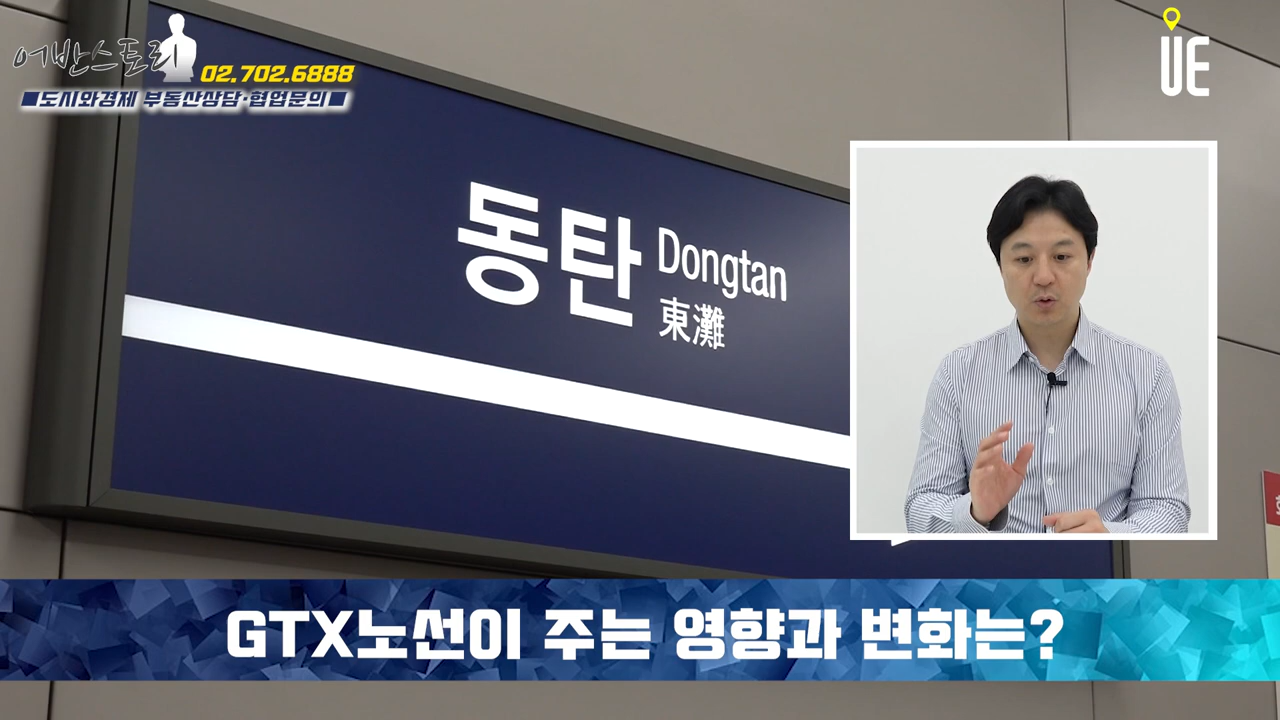 어반스토리
02.702.6888
■도시와경제 부동산상담·협업문의■
UE
동탄
Dongtan
東灘
GTX노선이 주는 영향과 변화는?